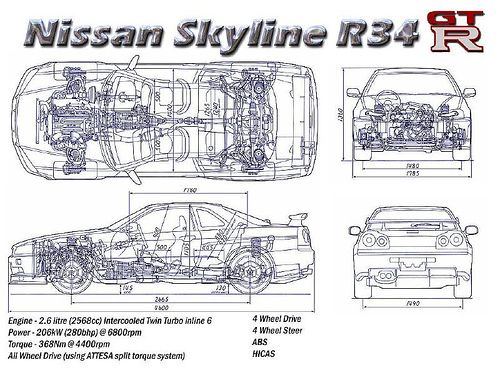 Nissan Skyline R34 GT R
1360
1480
1785
1780
145
2665
130
4600
1490
Engine - 2.6 litre (2568cc) Intercooled Twin Turbo inline 6
Power - 206kW (280bhp) @ 6800rpm
Torque - 368Nm @ 4400rpm
All Wheel Drive (using ATTESA split torque system)
4 Wheel Drive
4 Wheel Steer
ABS
HICAS